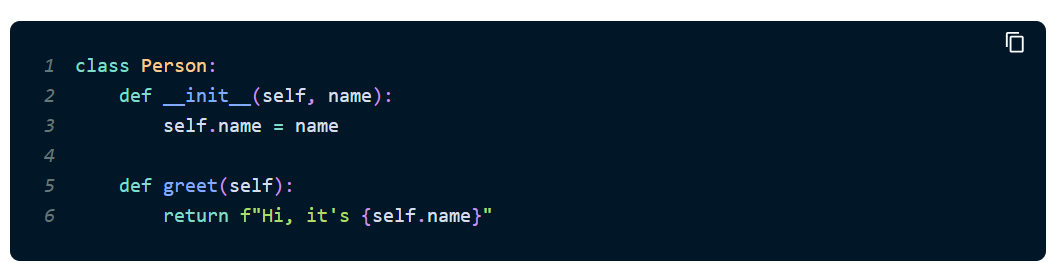 1 class Person:
2     def __init__(self, name):
3         self.name = name
4
5     def greet(self):
6         return f"Hi, it's {self.name}"